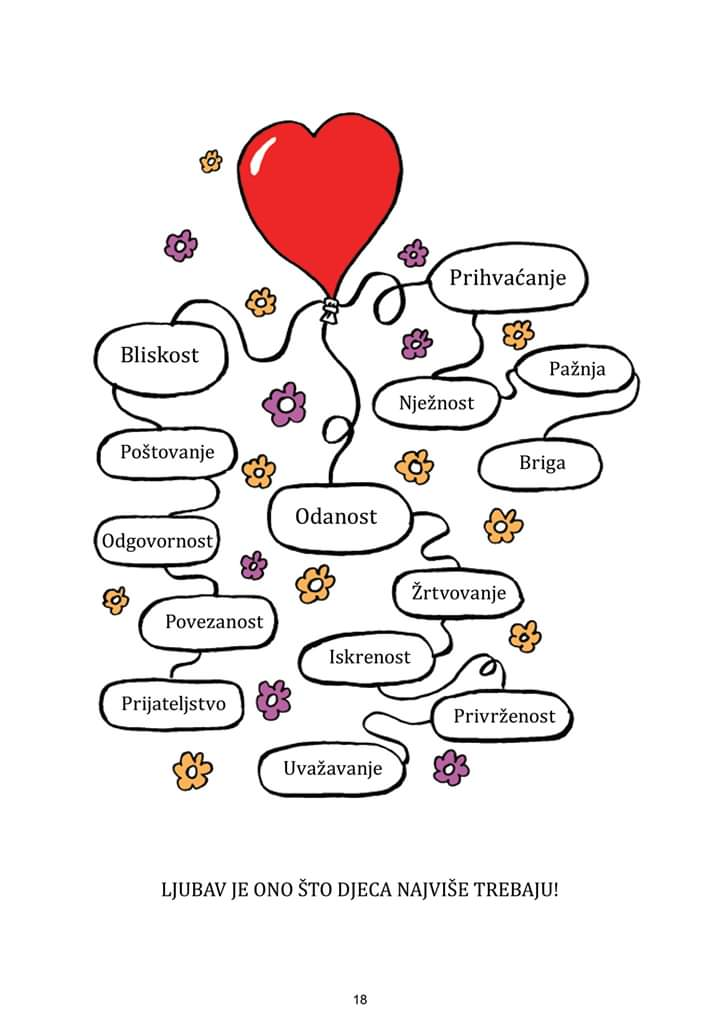 Prihvaćanje
Bliskost
Pažnja
Nježnost
Poštovanje
Briga
Odanost
Odgovornost
Žrtvovanje
Povezanost
Iskrenost
Prijateljstvo
Privrženost
Uvažavanje
LJUBAV JE ONO ŠTO DJECA NAJVIŠE TREBAJU!
18